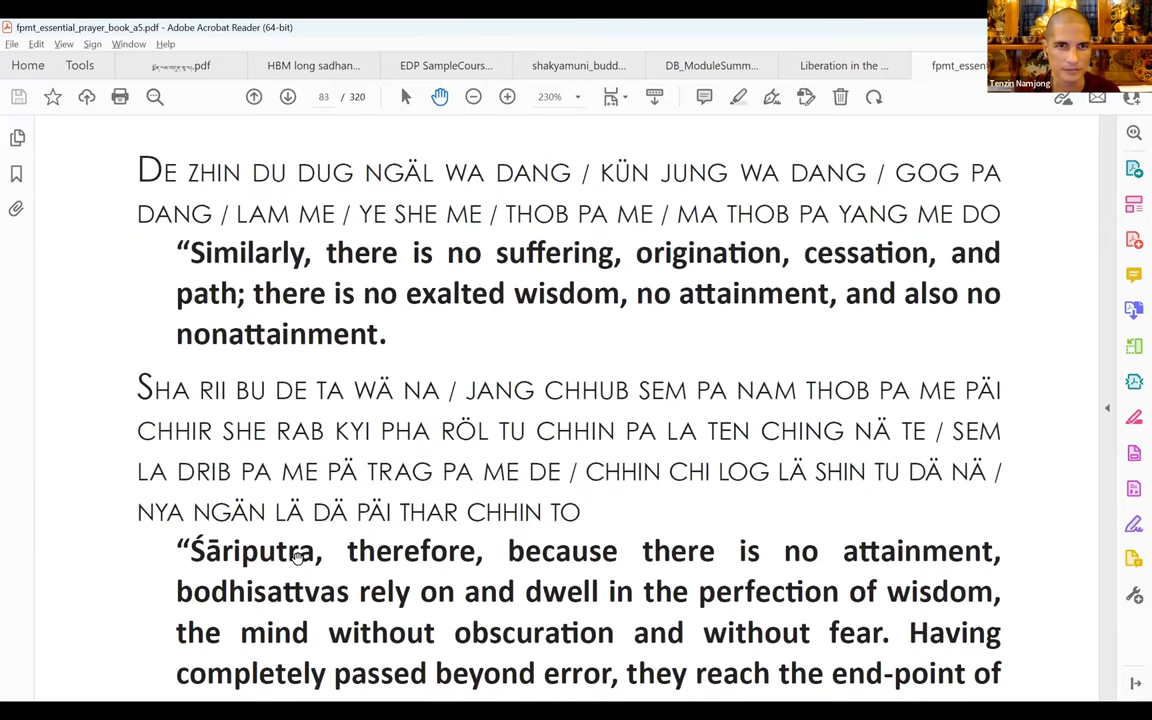 fpmt_essential_prayer_book_a5.pdf - Adobe Acrobat Reader (64-bit)
File Edit View Sign Window Help
Home Tools .pdf HBM long sadhan... EDP SampleCours... shakyamuni_budd... DB_ModuleSumm... Liberation in the ... fpmt_essen
Tenzin Namjong
83 / 320 230%
DE ZHIN DU DUG NGÄL WA DANG / KÜN JUNG WA DANG / GOG PA
DANG / LAM ME / YE SHE ME / THOB PA ME / MA THOB PA YANG ME DO
“Similarly, there is no suffering, origination, cessation, and
path; there is no exalted wisdom, no attainment, and also no
nonattainment.
SHA RII BU DE TA WÄ NA / JANG CHHUB SEM PA NAM THOB PA ME PÄI
CHHIR SHE RAB KYI PHA RÖL TU CHHIN PA LA TEN CHING NÄ TE / SEM
LA DRIB PA ME PÄ TRAG PA ME DE / CHHIN CHI LOG LÄ SHIN TU DÄ NÄ /
NYA NGÄN LÄ DÄ PÄI THAR CHHIN TO
“Śāriputra, therefore, because there is no attainment,
bodhisattvas rely on and dwell in the perfection of wisdom,
the mind without obscuration and without fear. Having
completely passed beyond error, they reach the end-point of